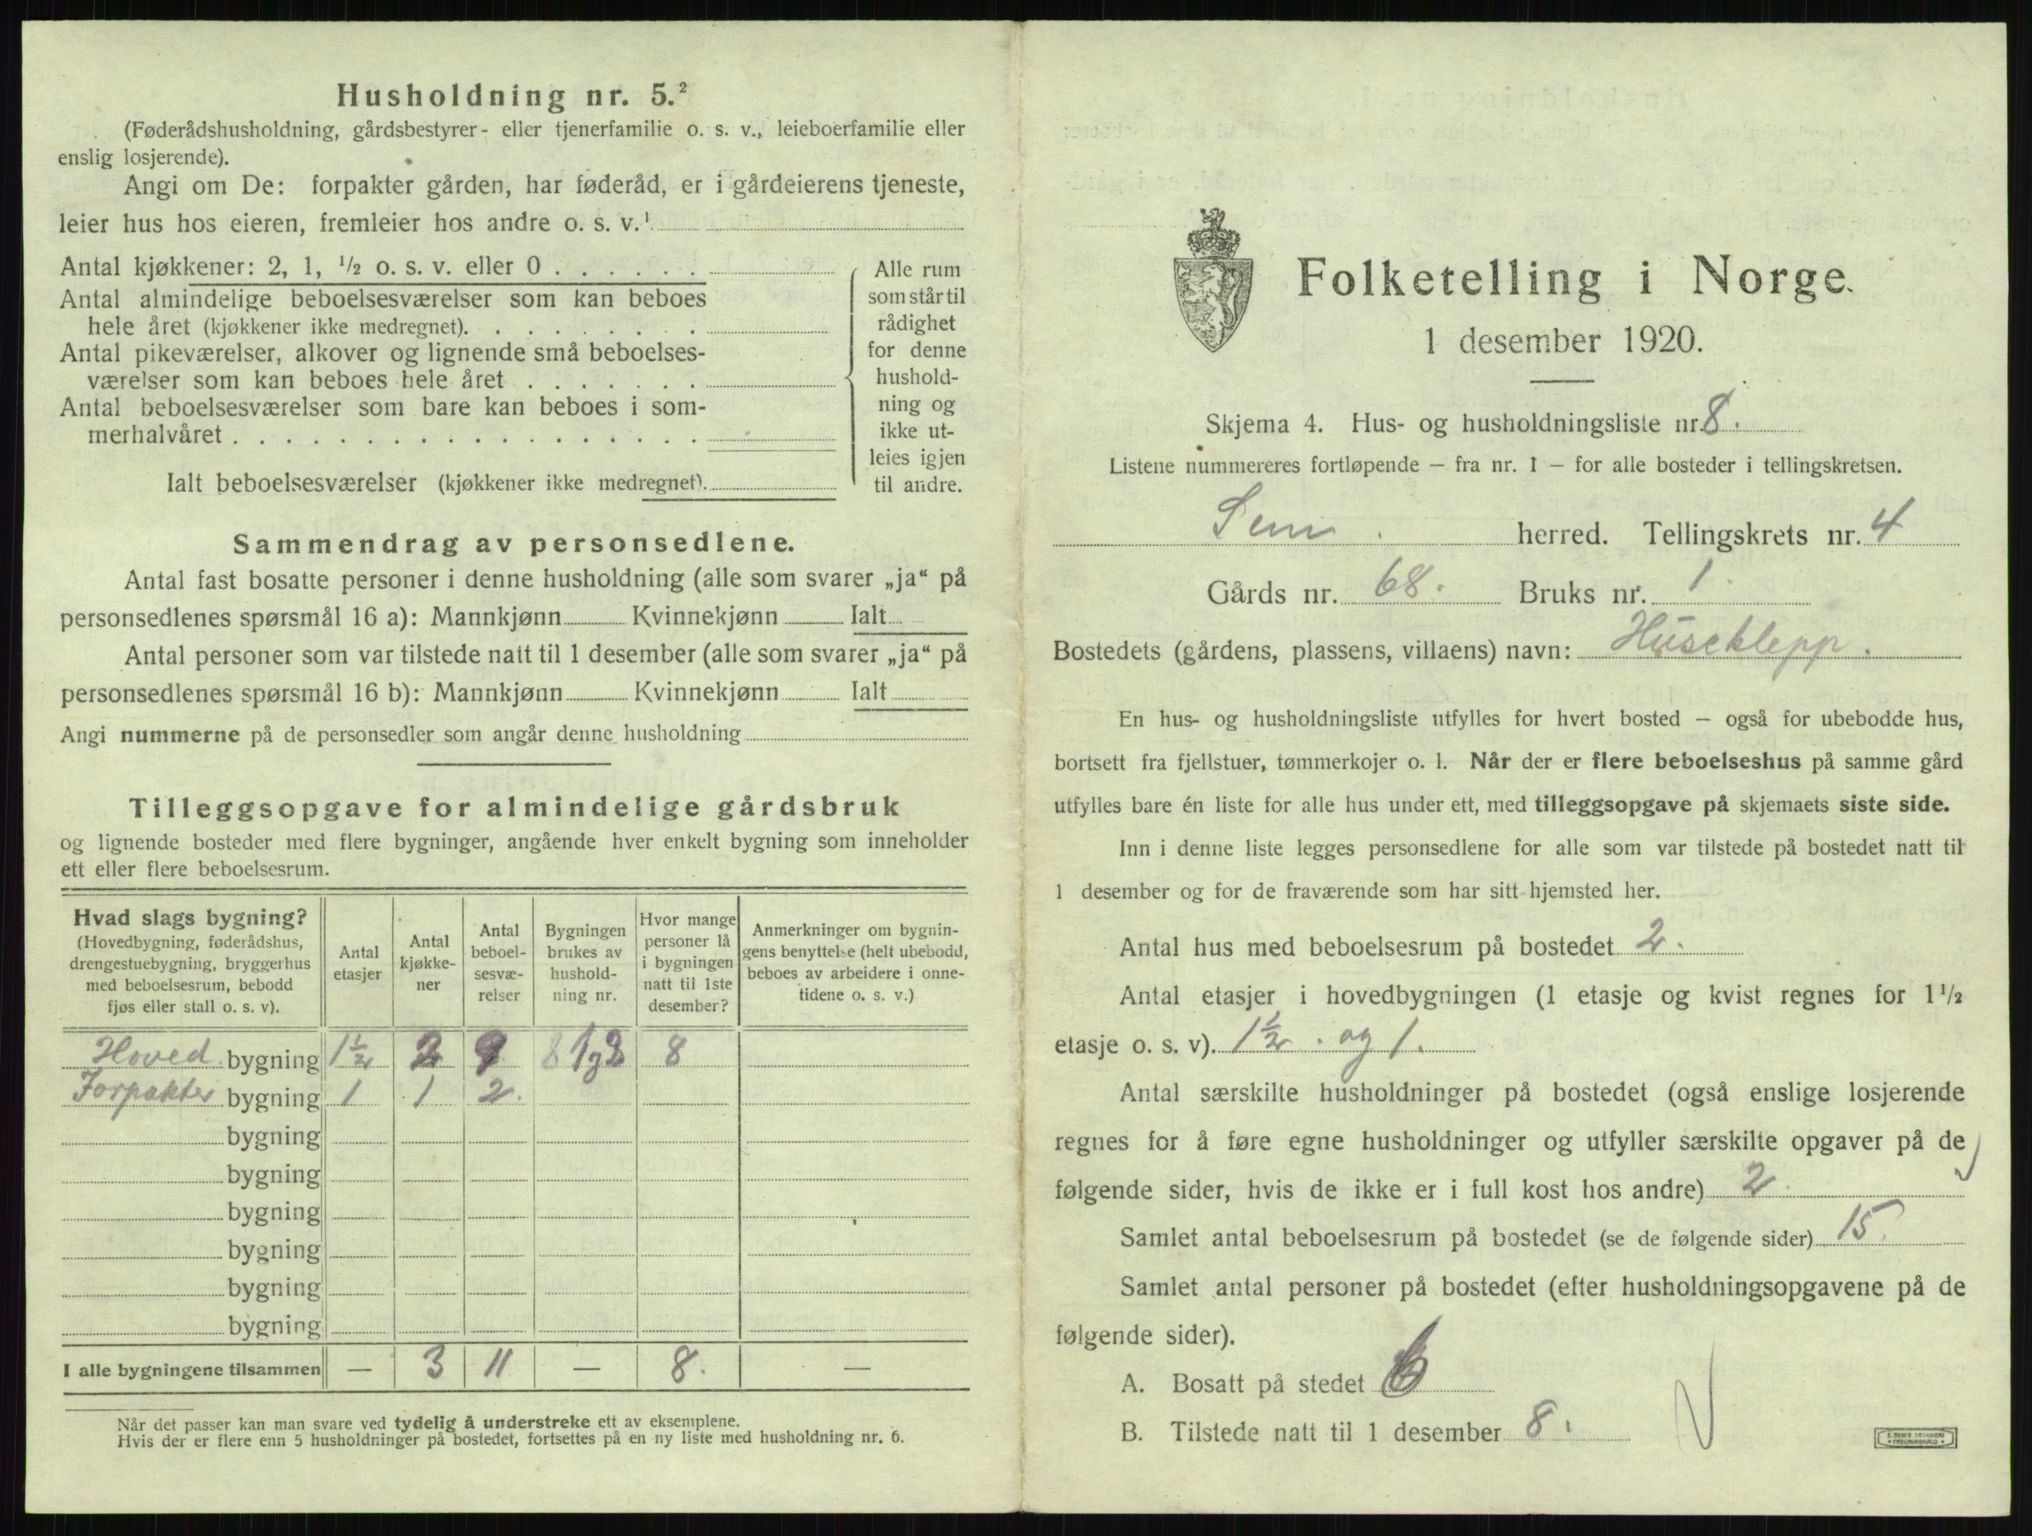 Husholdning nr. 5.²
(Føderådshusholdning, gårdsbestyrer- eller tjenerfamilie o. s. v., leieboerfamilie eller
enslig losjerende).
Angi om De: forpakter gården, har føderåd, er i gårdeierens tjeneste,
leier hus hos eieren, fremleier hos andre o. s. v.¹
Antal kjøkkener: 2, 1, ½ o. s. v. eller 0 . . . . . .
Antal almindelige beboelsesværelser som kan beboes
hele året (kjøkkener ikke medregnet). . . . . . . . .
Antal pikeværelser, alkover og lignende små beboelses-
værelser som kan beboes hele året . . . . . . .
Antal beboelsesværelser som bare kan beboes i som-
merhalvåret . . . . . . . . . . . . . . . . . .
Ialt beboelsesværelser (kjøkkener ikke medregnet).
Alle rum
som står til
rådighet
for denne
hushold-
ning og
ikke ut-
leies igjen
til andre.
Sammendrag av personsedlene.
Antal fast bosatte personer i denne husholdning (alle som svarer „ja“ på
personsedlenes spørsmål 16 a): Mannkjønn Kvinnekjønn Ialt
Antal personer som var tilstede natt til 1 desember (alle som svarer „ja“ på
personsedlenes spørsmål 16 b): Mannkjønn Kvinnekjønn Ialt
Angi nummerne på de personsedler som angår denne husholdning
Tilleggsopgave for almindelige gårdsbruk
og lignende bosteder med flere bygninger, angående hver enkelt bygning som inneholder
ett eller flere beboelsesrum.
Hvad slags bygning?
(Hovedbygning, føderådshus,
drengestuebygning, bryggerhus
med beboelsesrum, bebodd
fjøs eller stall o. s. v).
Antal
etasjer
Antal
kjøkke-
ner
Antal
beboel-
sesvæ-
relser
Bygningen
brukes av
hushold-
ning nr.
Hvor mange
personer lå
i bygningen
natt til 1ste
desember?
Anmerkninger om bygnin-
gens benyttelse (helt ubebodd,
beboes av arbeidere i onne-
tidene o. s. v.)
Hoved bygning 1½ 2 9 8
Forpakter bygning 1 1 2.
bygning
bygning
bygning
bygning
bygning
bygning
I alle bygningene tilsammen — 3 11 — 8. —
Når det passer kan man svare ved tydelig å understreke ett av eksemplene.
Hvis der er flere enn 5 husholdninger på bostedet, fortsettes på en ny liste med husholdning nr. 6.
Folketelling i Norge.
1 desember 1920.
Skjema 4. Hus- og husholdningsliste nr. 8.
Listene nummereres fortløpende — fra nr. 1 — for alle bosteder i tellingskretsen.
Sem herred. Tellingskrets nr. 4
Gårds nr. 68. Bruks nr. 1
Bostedets (gårdens, plassens, villaens) navn: Huseklepp.
En hus- og husholdningsliste utfylles for hvert bosted — også for ubebodde hus,
bortsett fra fjellstuer, tømmerkojer o. l. Når der er flere beboelseshus på samme gård
utfylles bare én liste for alle hus under ett, med tilleggsopgave på skjemaets siste side.
Inn i denne liste legges personsedlene for alle som var tilstede på bostedet natt til
1 desember og for de fraværende som har sitt hjemsted her.
Antal hus med beboelsesrum på bostedet 2.
Antal etasjer i hovedbygningen (1 etasje og kvist regnes for 1½
etasje o. s. v). 1½. og 1.
Antal særskilte husholdninger på bostedet (også enslige losjerende
regnes for å føre egne husholdninger og utfyller særskilte opgaver på de
følgende sider, hvis de ikke er i full kost hos andre) 2.
Samlet antal beboelsesrum på bostedet (se de følgende sider) 15.
Samlet antal personer på bostedet (efter husholdningsopgavene på de
følgende sider).
A. Bosatt på stedet
B. Tilstede natt til 1 desember 8.